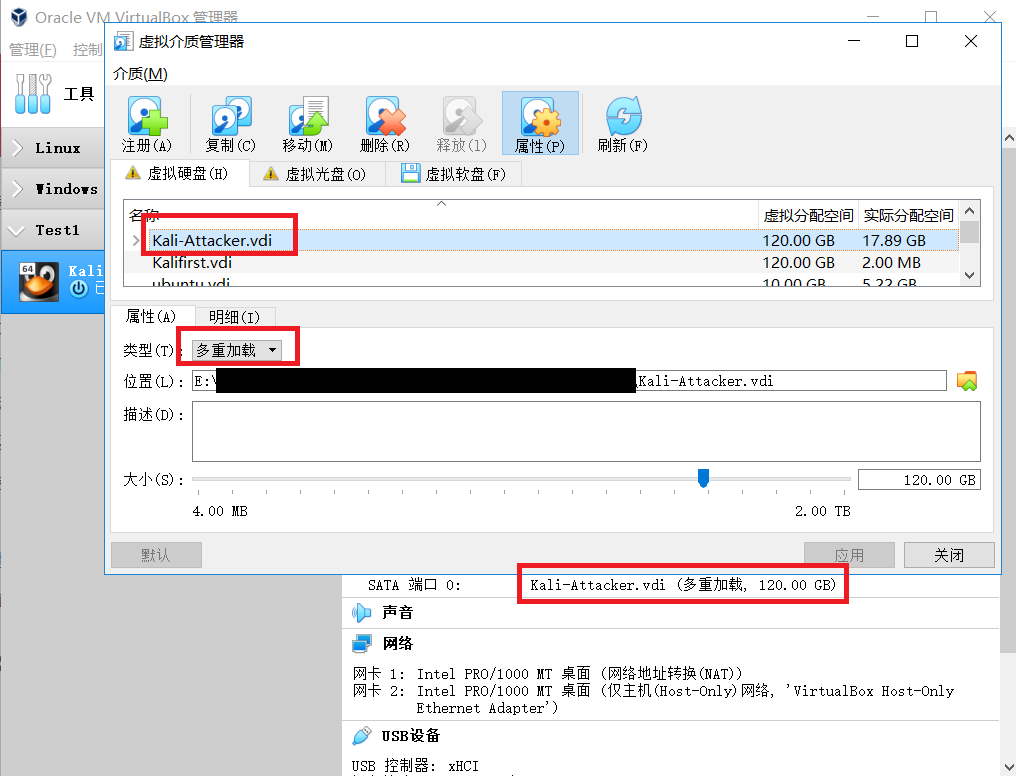 Oracle VM VirtualBox 管理器
管理(F) 控制
工具
Linux
Windows
Test1
64
Kali
已
虚拟介质管理器
介质(M)
注册(A) 复制(C) 移动(M) 删除(R) 释放(l) 属性(P) 刷新(F)
虚拟硬盘(H) 虚拟光盘(O) 虚拟软盘(F)
名称 虚拟分配空间 实际分配空间
Kali-Attacker.vdi 120.00 GB 17.89 GB
Kalifirst.vdi 120.00 GB 2.00 MB
ubuntu.vdi 10.00 GB 5.22 GB
属性(A) 明细(I)
类型(T): 多重加载
位置(L): E:\ \Kali-Attacker.vdi
描述(D):
大小(S): 120.00 GB
4.00 MB 2.00 TB
默认 应用 关闭
SATA 端口 0: Kali-Attacker.vdi (多重加载, 120.00 GB)
声音
网络
网卡 1: Intel PRO/1000 MT 桌面 (网络地址转换(NAT))
网卡 2: Intel PRO/1000 MT 桌面 (仅主机(Host-Only)网络, 'VirtualBox Host-Only
Ethernet Adapter')
USB设备
USB 控制器: xHCI